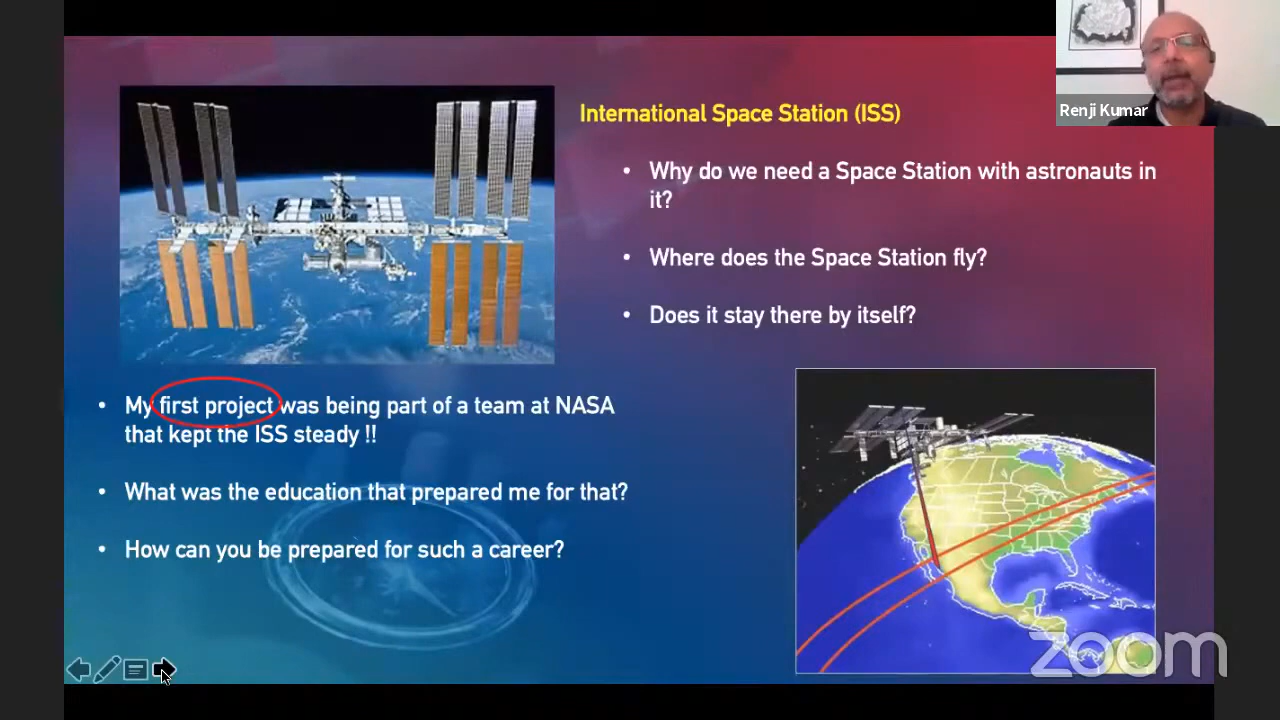 Renji Kumar
International Space Station (ISS)
• Why do we need a Space Station with astronauts in
it?
• Where does the Space Station fly?
• Does it stay there by itself?
• My first project was being part of a team at NASA
that kept the ISS steady !!
• What was the education that prepared me for that?
• How can you be prepared for such a career?
zoom